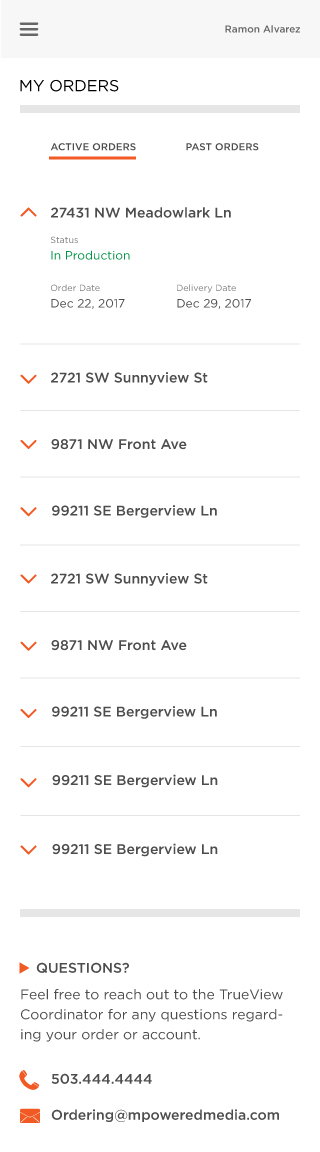 Ramon Alvarez
MY ORDERS
ACTIVE ORDERS PAST ORDERS
27431 NW Meadowlark Ln
Status
In Production
Order Date Delivery Date
Dec 22, 2017 Dec 29, 2017
2721 SW Sunnyview St
9871 NW Front Ave
99211 SE Bergerview Ln
2721 SW Sunnyview St
9871 NW Front Ave
99211 SE Bergerview Ln
99211 SE Bergerview Ln
99211 SE Bergerview Ln
QUESTIONS?
Feel free to reach out to the TrueView
Coordinator for any questions regard-
ing your order or account.
503.444.4444
Ordering@mpoweredmedia.com